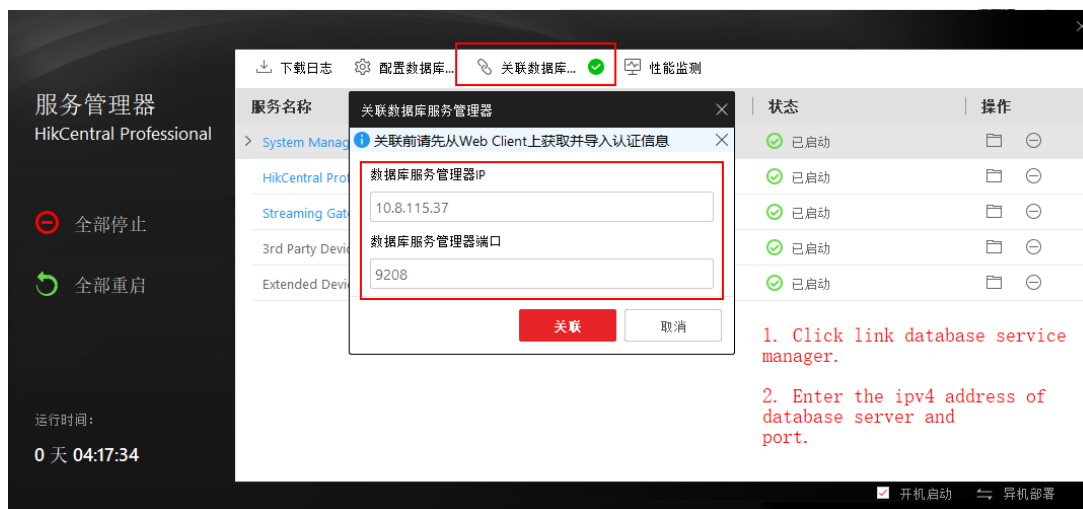 下载日志 配置数据库... 关联数据库... 性能监测
服务管理器
HikCentral Professional
全部停止
全部重启
运行时间:
0 天 04:17:34
服务名称 状态 操作
System Manag 已启动
HikCentral Prof 已启动
Streaming Gate 已启动
3rd Party Devic 已启动
Extended Devi 已启动
关联数据库服务管理器
关联前请先从Web Client上获取并导入认证信息
数据库服务管理器IP
10.8.115.37
数据库服务管理器端口
9208
关联 取消
1. Click link database service
manager.
2. Enter the ipv4 address of
database server and
port.
开机启动 异机部署